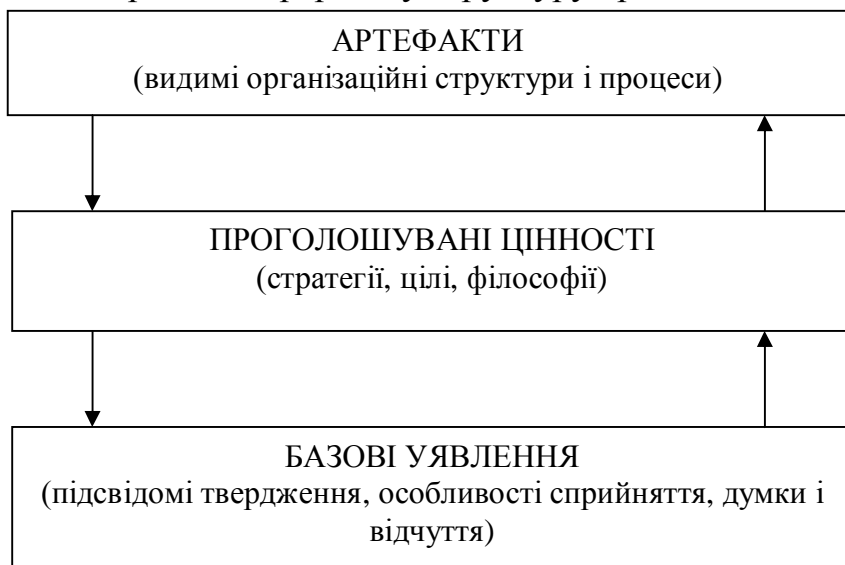 АРТЕФАКТИ
(видимі організаційні структури і процеси)
ПРОГОЛОШУВАНІ ЦІННОСТІ
(стратегії, цілі, філософії)
БАЗОВІ УЯВЛЕННЯ
(підсвідомі твердження, особливості сприйняття, думки і
відчуття)